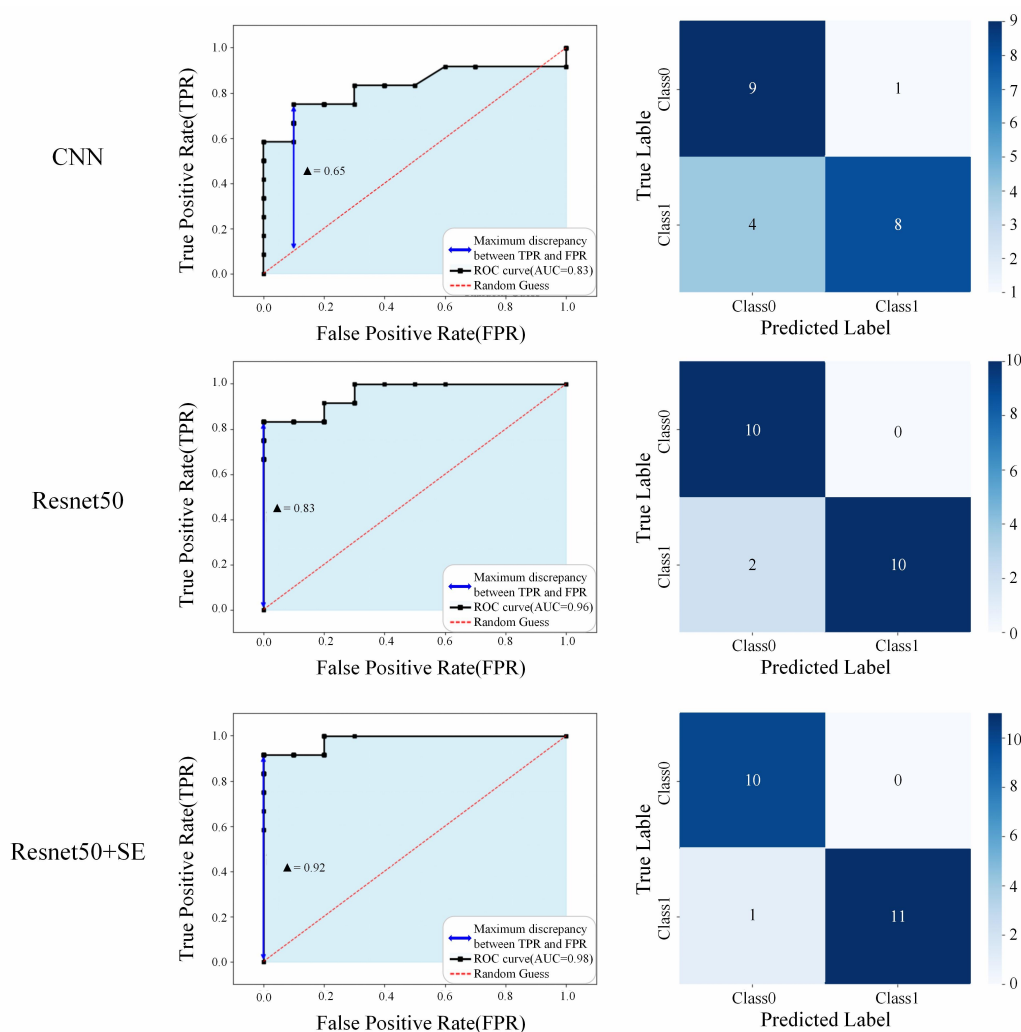 CNN
True Positive Rate(TPR)
1.0
0.8
0.6
0.4
0.2
0.0
▲ = 0.65
Maximum discrepancy
between TPR and FPR
ROC curve(AUC=0.83)
Random Guess
0.0 0.2 0.4 0.6 0.8 1.0
False Positive Rate(FPR)
True Lable
Class0
Class1
9 1
4 8
Class0 Class1
Predicted Label
9
8
7
6
5
4
3
2
1
Resnet50
True Positive Rate(TPR)
1.0
0.8
0.6
0.4
0.2
0.0
▲ = 0.83
Maximum discrepancy
between TPR and FPR
ROC curve(AUC=0.96)
Random Guess
0.0 0.2 0.4 0.6 0.8 1.0
False Positive Rate(FPR)
True Lable
Class0
Class1
10 0
2 10
Class0 Class1
Predicted Label
10
8
6
4
2
0
Resnet50+SE
True Positive Rate(TPR)
1.0
0.8
0.6
0.4
0.2
0.0
▲ = 0.92
Maximum discrepancy
between TPR and FPR
ROC curve(AUC=0.98)
Random Guess
0.0 0.2 0.4 0.6 0.8 1.0
False Positive Rate(FPR)
True Lable
Class0
Class1
10 0
1 11
Class0 Class1
Predicted Label
10
8
6
4
2
0